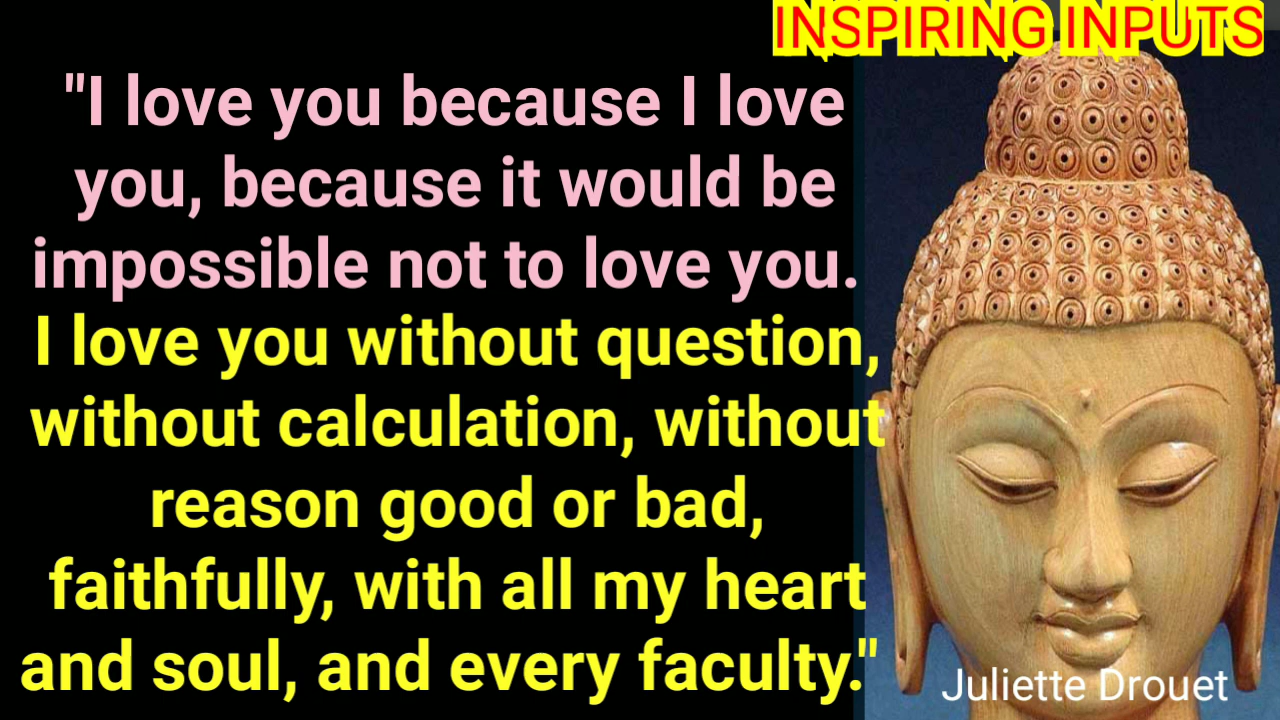 INSPIRING INPUTS
"I love you because I love
you, because it would be
impossible not to love you.
I love you without question,
without calculation, without
reason good or bad,
faithfully, with all my heart
and soul, and every faculty."
Juliette Drouet